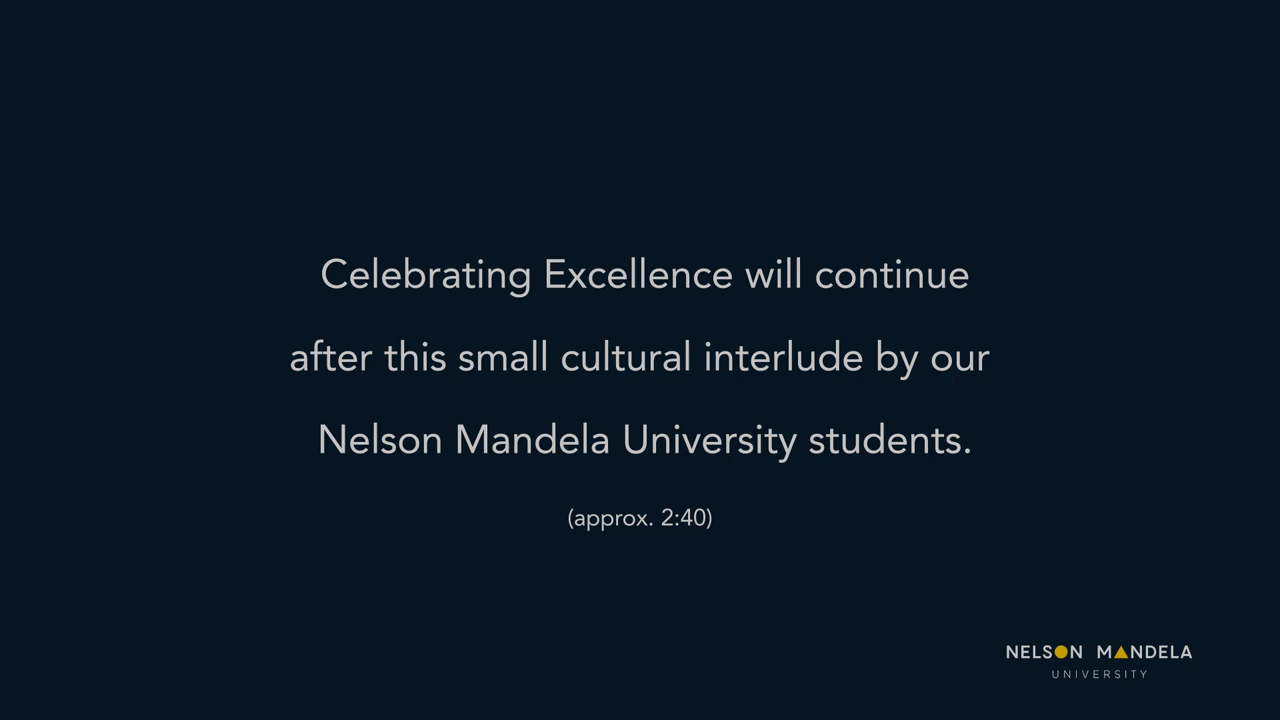 Celebrating Excellence will continue
after this small cultural interlude by our
Nelson Mandela University students.
(approx. 2:40)
NELSON MANDELA
UNIVERSITY